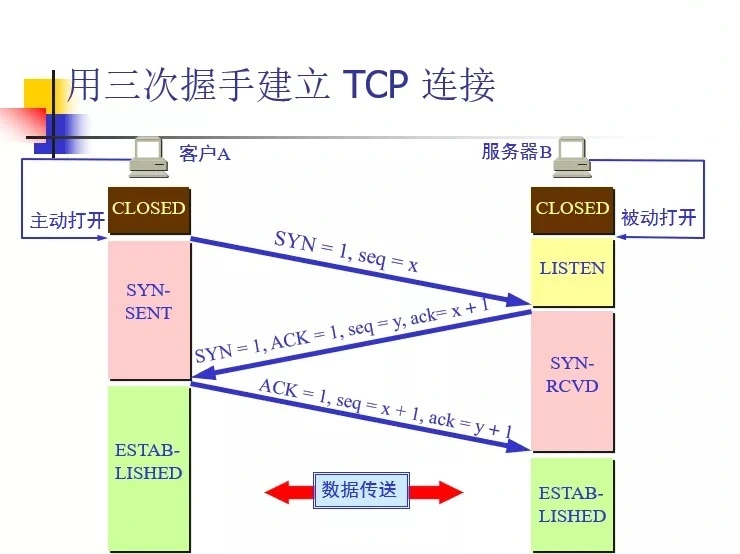 用三次握手建立 TCP 连接
客户A
服务器B
主动打开
CLOSED
CLOSED
被动打开
SYN = 1, seq = x
LISTEN
SYN-
SENT
SYN = 1, ACK = 1, seq = y, ack= x + 1
SYN-
RCVD
ACK = 1, seq = x + 1, ack = y + 1
ESTAB-
LISHED
数据传送
ESTAB-
LISHED